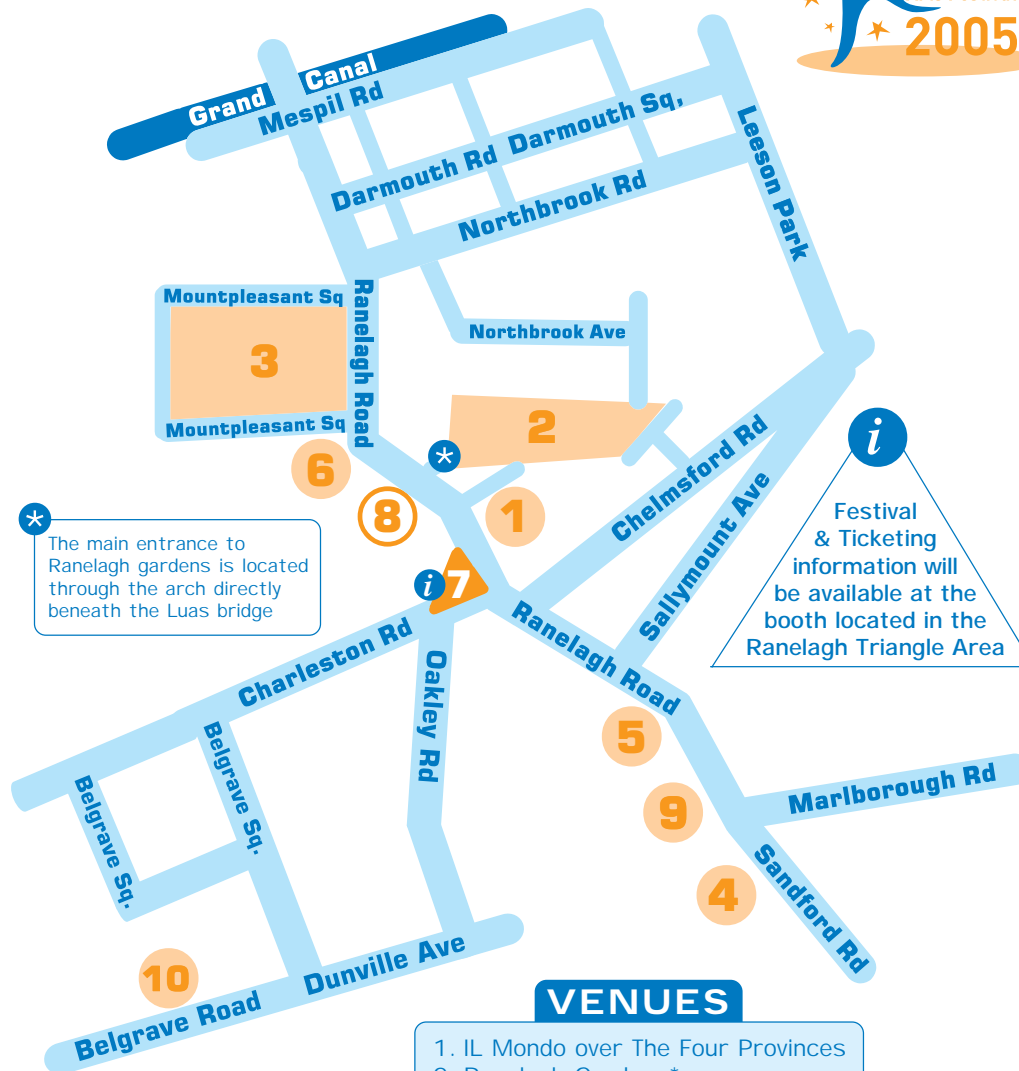 2005
Grand Canal
Mespil Rd
Darmouth Rd
Darmouth Sq,
Leeson Park
Northbrook Rd
Mountpleasant Sq
Ranelagh Road
Northbrook Ave
3
2
Mountpleasant Sq
6
*
8
1
Chelmsford Rd
Sallymount Ave
i
Festival
& Ticketing
information will
be available at the
booth located in the
Ranelagh Triangle Area
*
The main entrance to
Ranelagh gardens is located
through the arch directly
beneath the Luas bridge
i
7
Ranelagh Road
Charleston Rd
Oakley Rd
Belgrave Sq.
Belgrave Sq.
5
9
Marlborough Rd
4
Sandford Rd
10
Dunville Ave
Belgrave Road
VENUES
1. IL Mondo over The Four Provinces